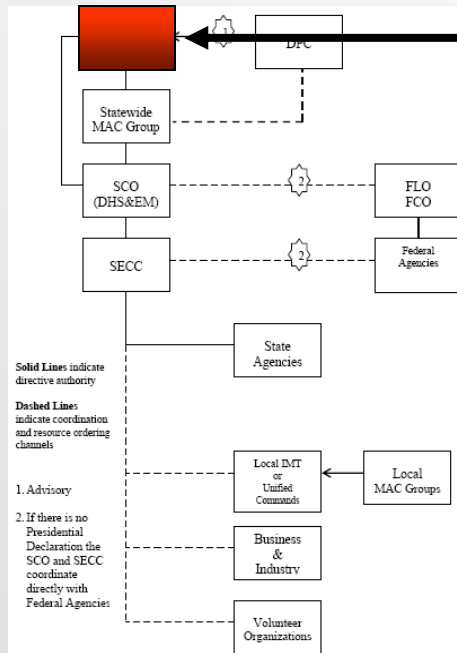 1
DPC
Statewide
MAC Group
SCO
(DHS&EM)
2
FLO
FCO
SECC
2
Federal
Agencies
State
Agencies
Solid Lines indicate
directive authority
Dashed Lines
indicate coordination
and resource ordering
channels
1. Advisory
2. If there is no
Presidential
Declaration the
SCO and SECC
coordinate
directly with
Federal Agencies
Local IMT
or
Unified
Commands
Local
MAC Groups
Business
&
Industry
Volunteer
Organizations